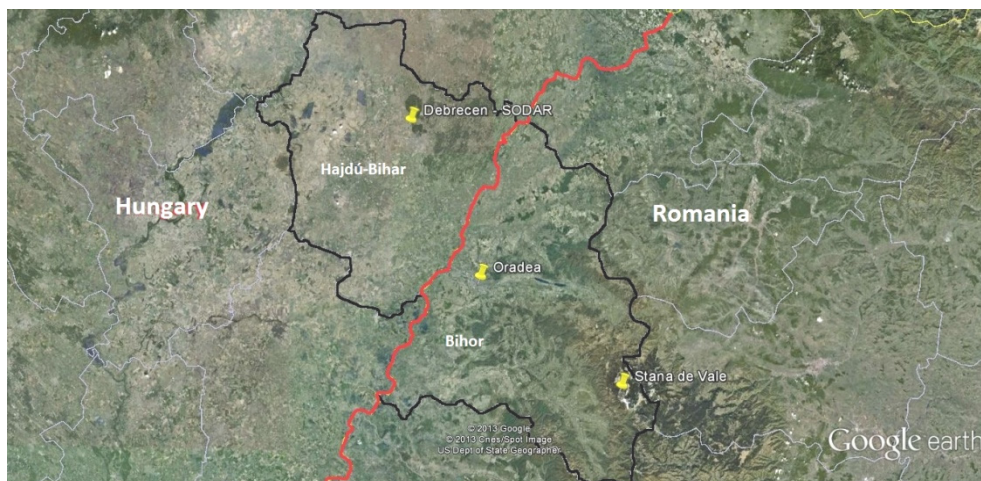 Debrecen - SODAR
Hajdú-Bihar
Hungary
Romania
Oradea
Bihor
Stana de Vale
© 2013 Google
© 2013 Cnes/Spot Image
US Dept of State Geographer
Google earth